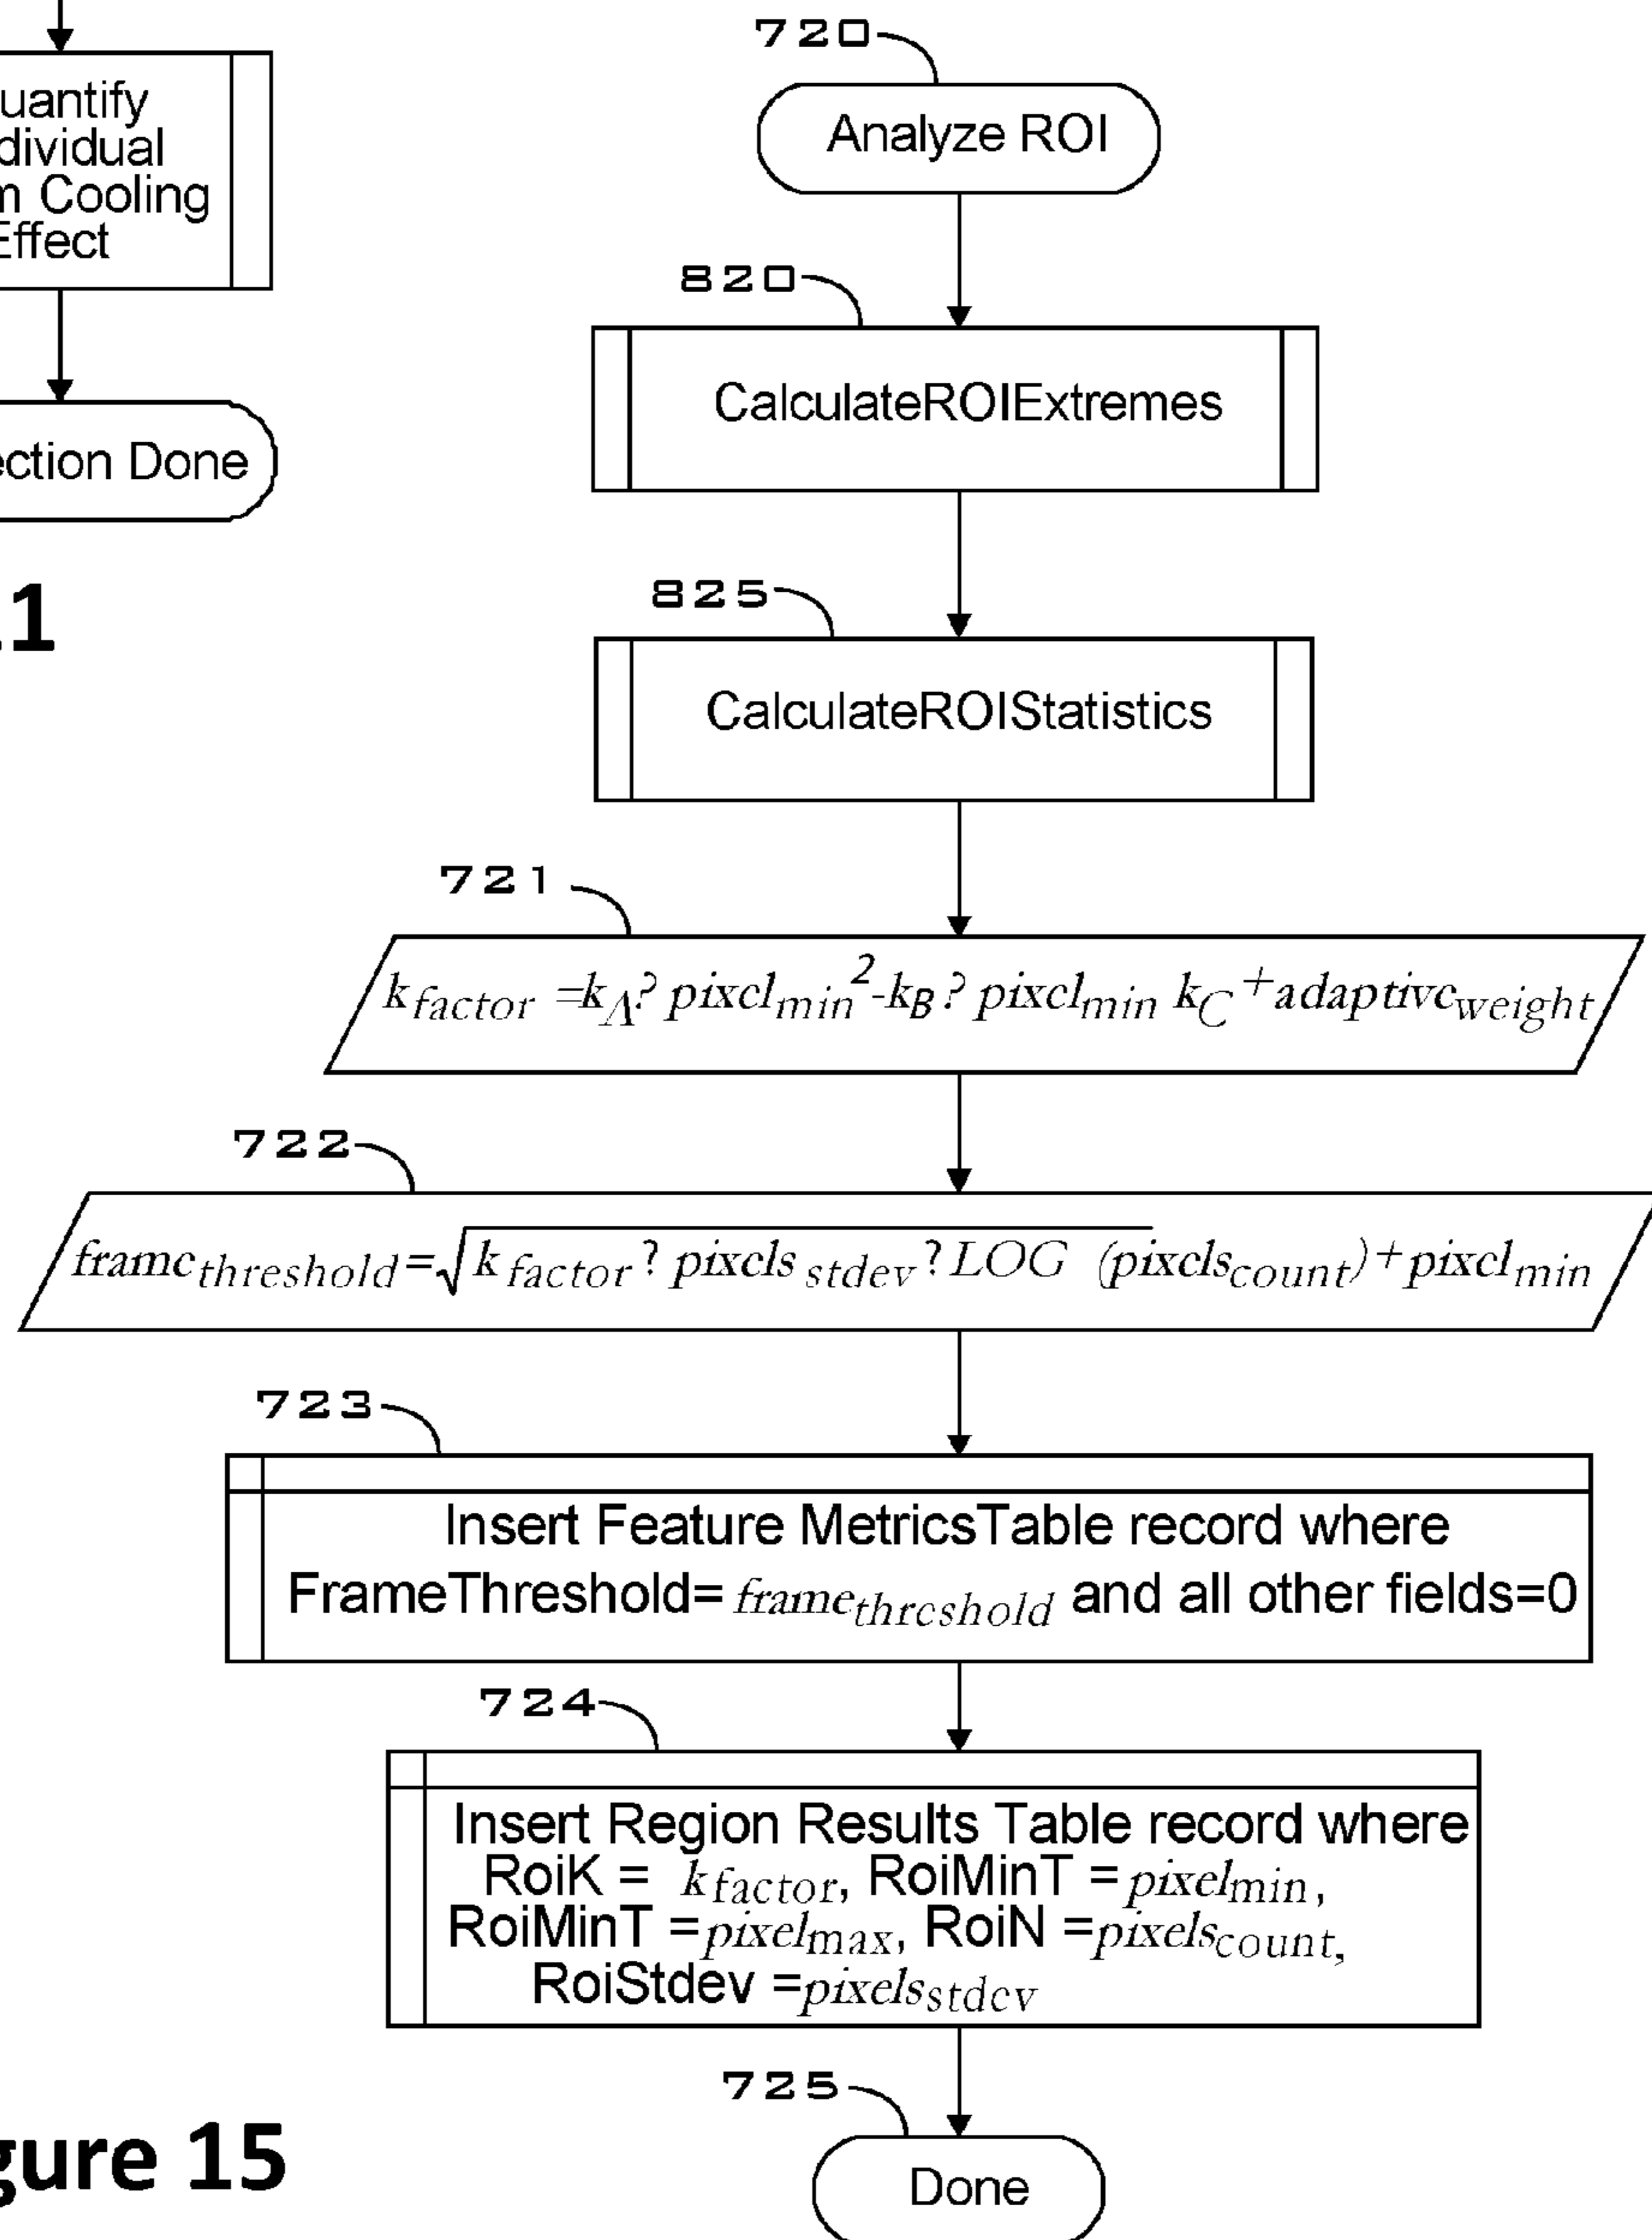 uantify
dividual
n Cooling
Effect
ection Done
11
720
Analyze ROI
820
CalculateROIExtremes
825
CalculateROIStatistics
721
kfactor =kA? pixelmin2-kB? pixelmin kC+adaptiveweight
722
framethreshold=√kfactor? pixelsstdev?LOG (pixelscount)+pixelmin
723
Insert Feature MetricsTable record where
FrameThreshold= framethreshold and all other fields=0
724
Insert Region Results Table record where
RoiK = kfactor, RoiMinT =pixelmin,
RoiMinT =pixelmax, RoiN =pixelscount,
RoiStdev =pixelsstdev
725
Done
gure 15